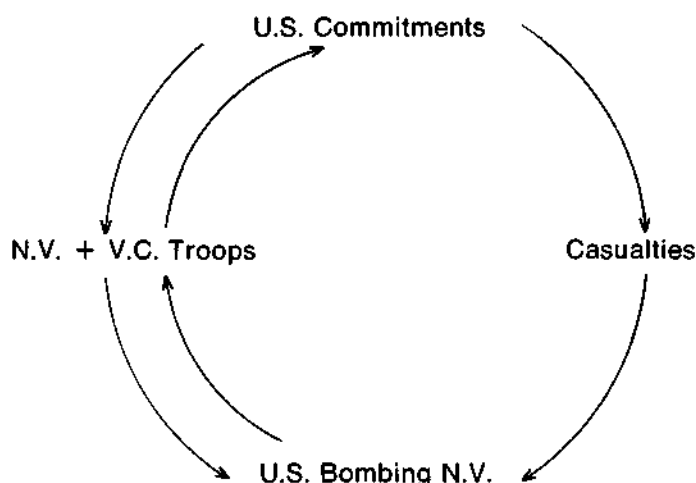 U.S. Commitments
N.V. + V.C. Troops
Casualties
U.S. Bombing N.V.